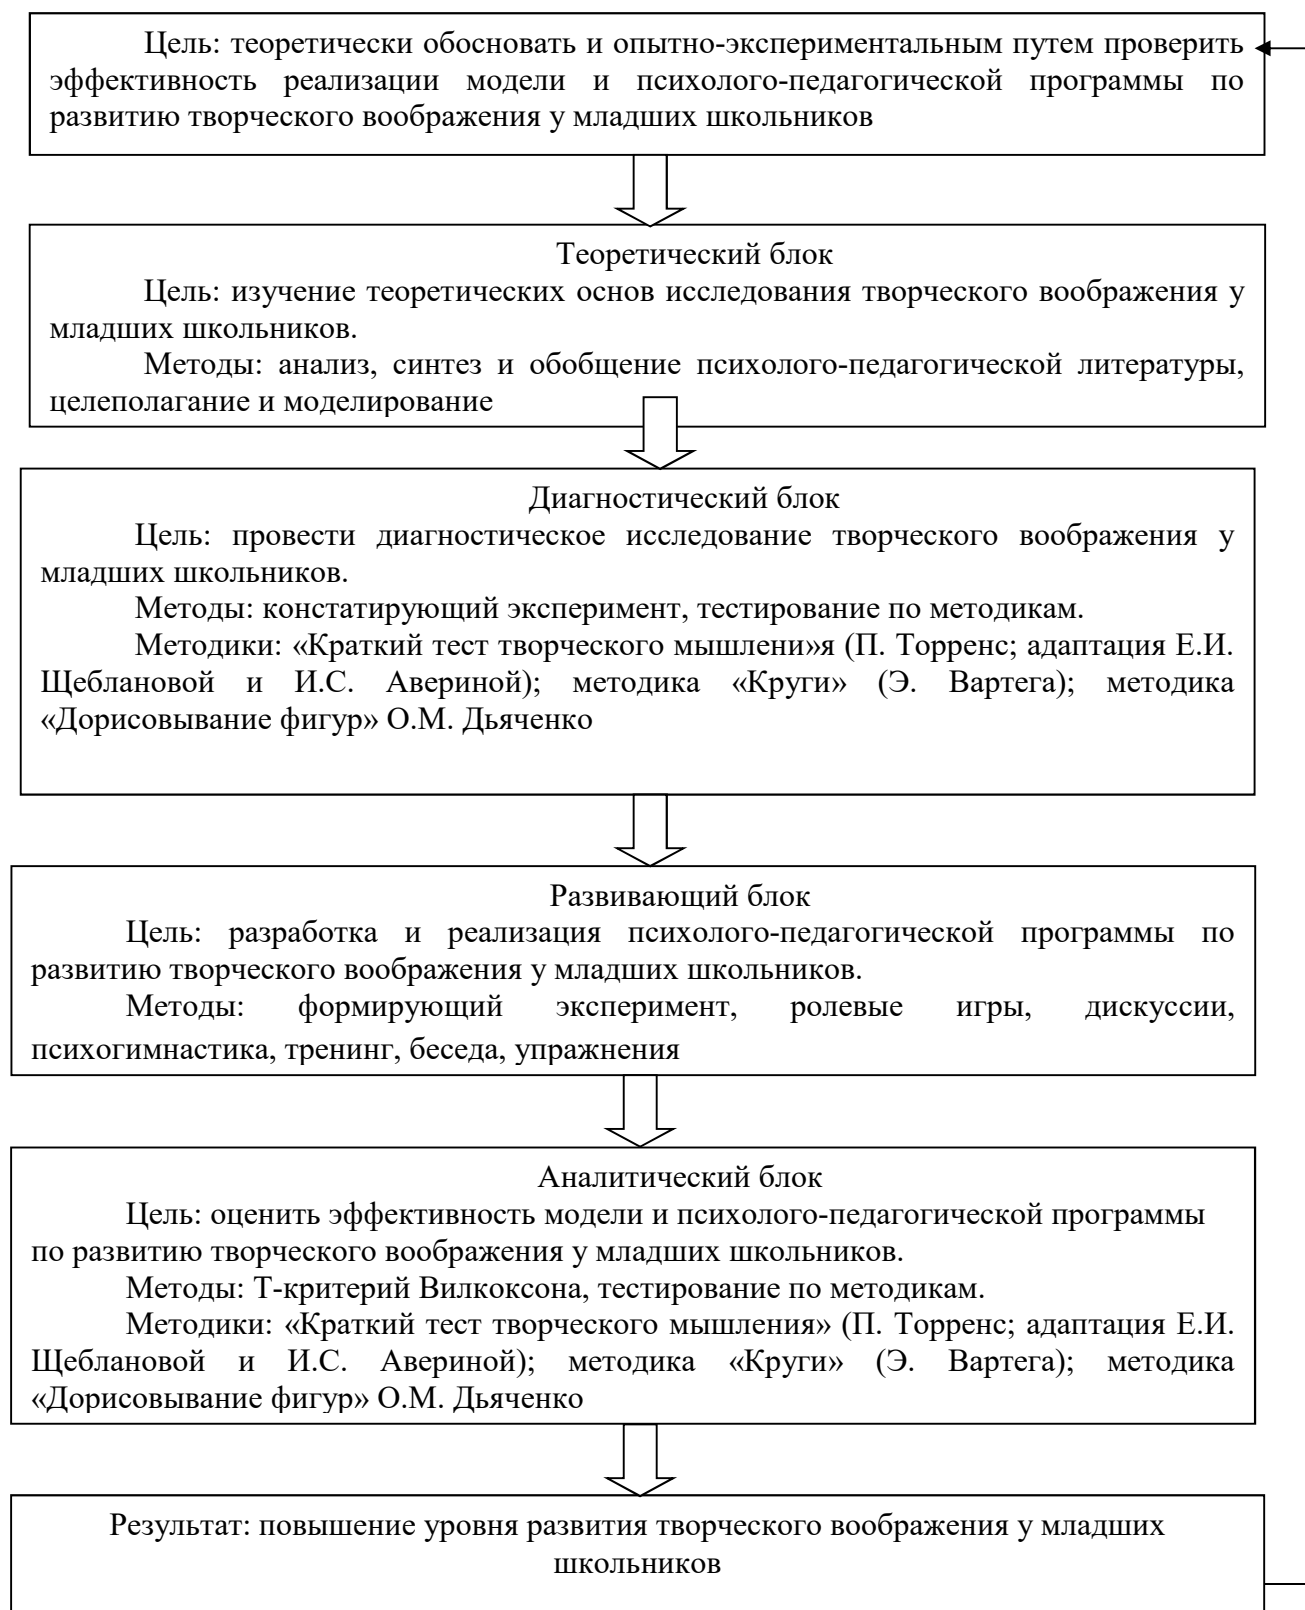 Цель: теоретически обосновать и опытно-экспериментальным путем проверить
эффективность реализации модели и психолого-педагогической программы по
развитию творческого воображения у младших школьников
Теоретический блок
Цель: изучение теоретических основ исследования творческого воображения у
младших школьников.
Методы: анализ, синтез и обобщение психолого-педагогической литературы,
целеполагание и моделирование
Диагностический блок
Цель: провести диагностическое исследование творческого воображения у
младших школьников.
Методы: констатирующий эксперимент, тестирование по методикам.
Методики: «Краткий тест творческого мышлени»я (П. Торренс; адаптация Е.И.
Щеблановой и И.С. Авериной); методика «Круги» (Э. Вартега); методика
«Дорисовывание фигур» О.М. Дьяченко
Развивающий блок
Цель: разработка и реализация психолого-педагогической программы по
развитию творческого воображения у младших школьников.
Методы: формирующий эксперимент, ролевые игры, дискуссии,
психогимнастика, тренинг, беседа, упражнения
Аналитический блок
Цель: оценить эффективность модели и психолого-педагогической программы
по развитию творческого воображения у младших школьников.
Методы: Т-критерий Вилкоксона, тестирование по методикам.
Методики: «Краткий тест творческого мышления» (П. Торренс; адаптация Е.И.
Щеблановой и И.С. Авериной); методика «Круги» (Э. Вартега); методика
«Дорисовывание фигур» О.М. Дьяченко
Результат: повышение уровня развития творческого воображения у младших
школьников